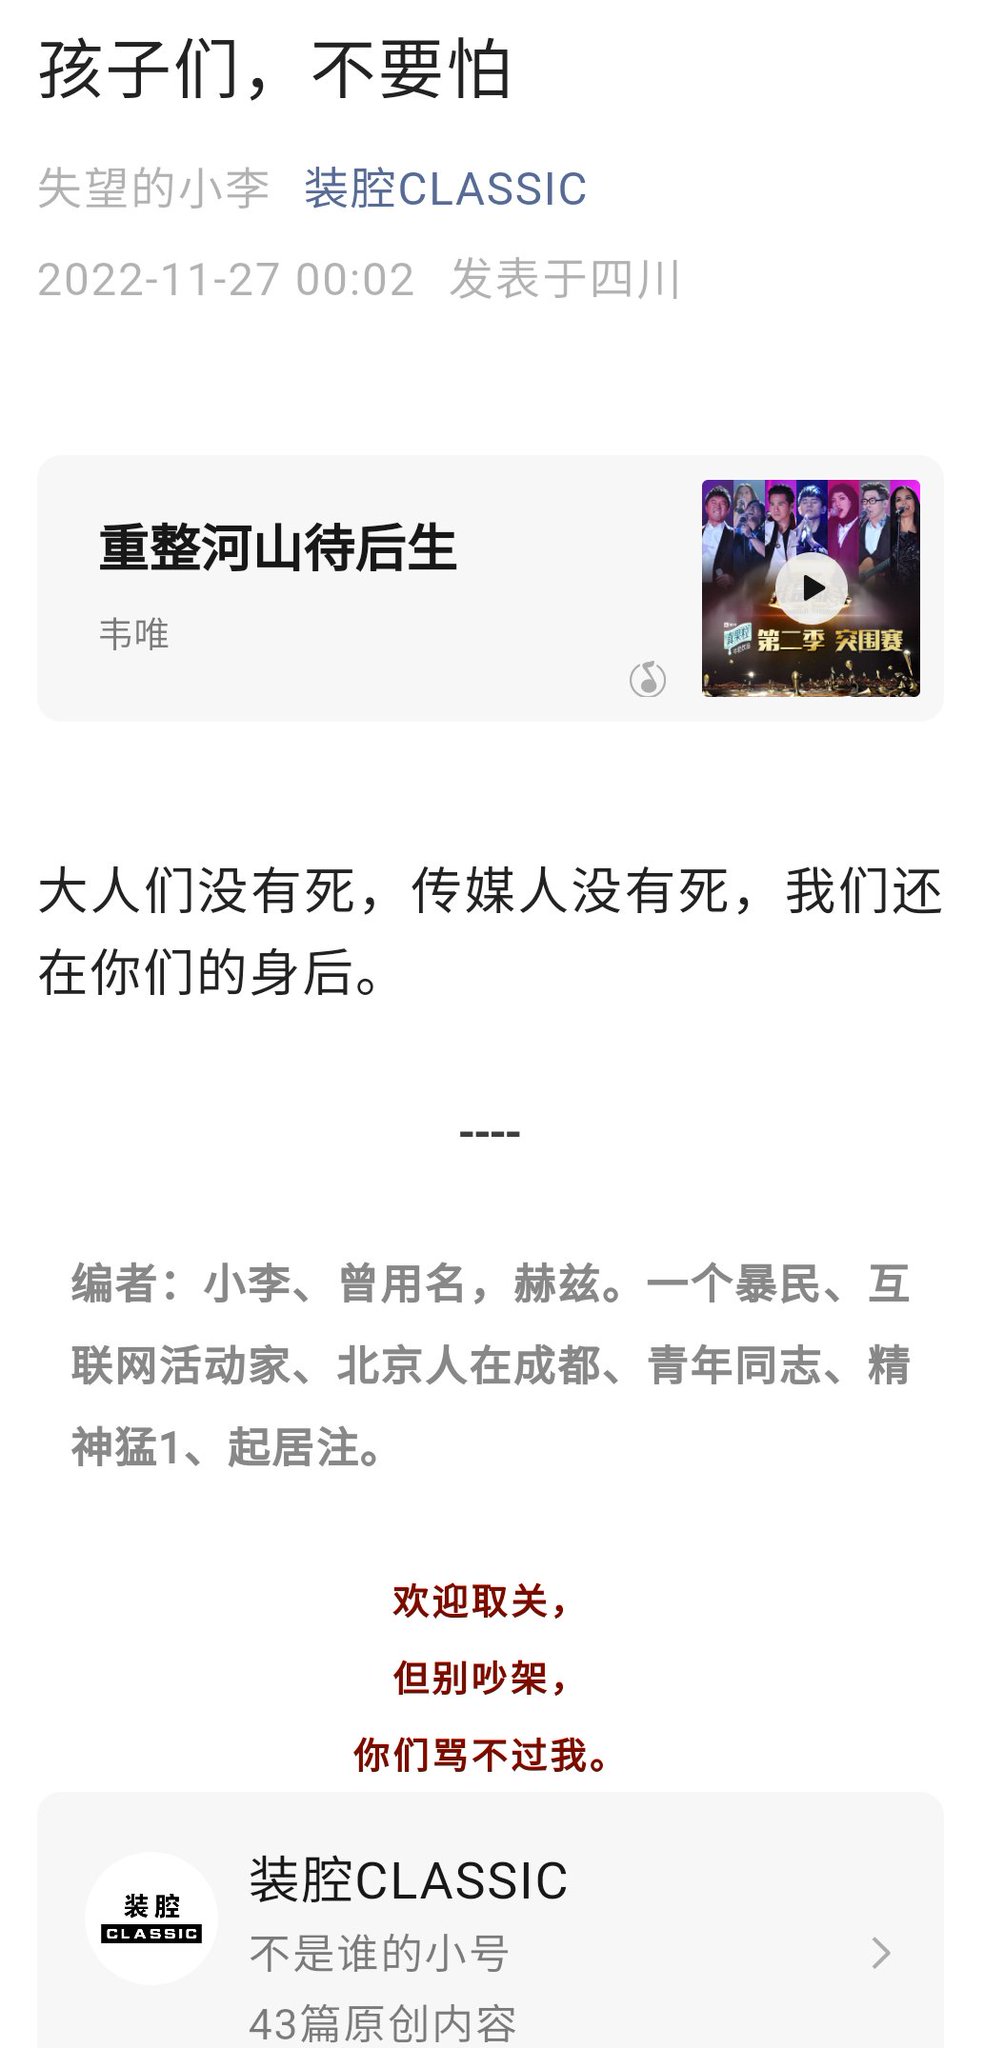 孩子们，不要怕
失望的小李 装腔CLASSIC
2022-11-27 00:02 发表于四川
重整河山待后生
韦唯
真果粒
第二季 突围赛
大人们没有死，传媒人没有死，我们还
在你们的身后。
----
编者：小李、曾用名，赫兹。一个暴民、互
联网活动家、北京人在成都、青年同志、精
神猛1、起居注。
欢迎取关，
但别吵架，
你们骂不过我。
装腔
CLASSIC
装腔CLASSIC
不是谁的小号
43篇原创内容